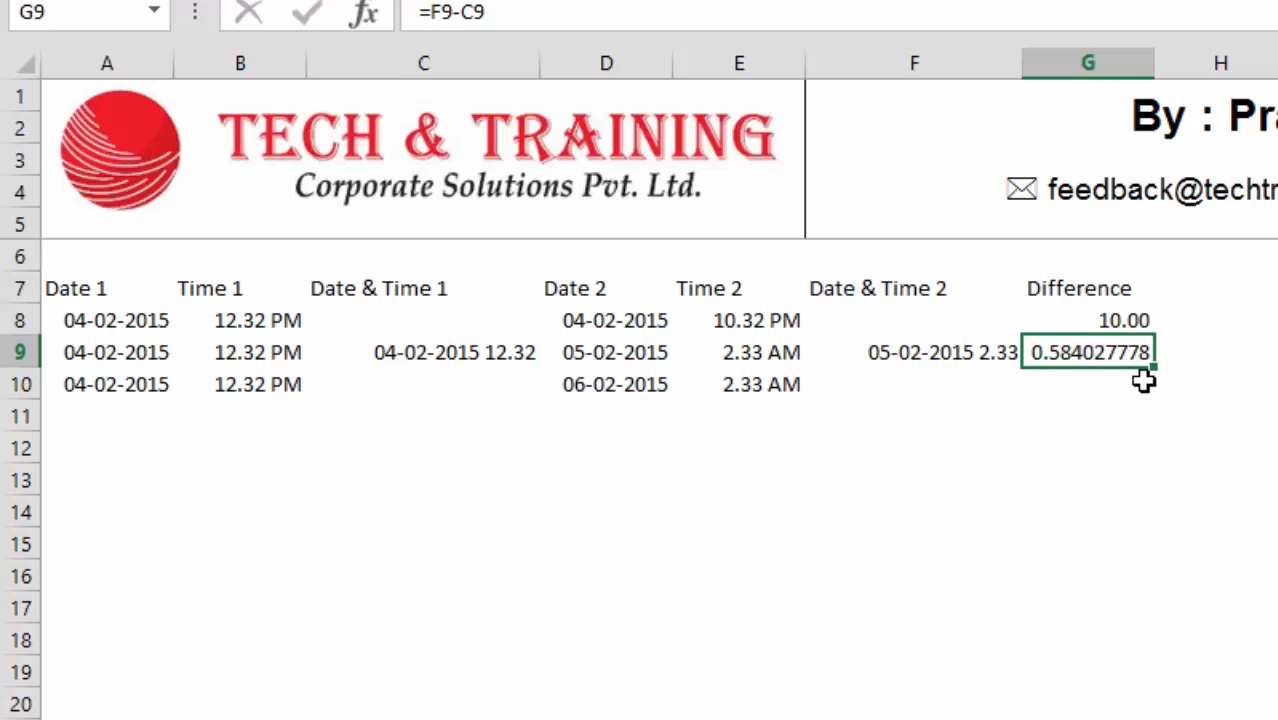 G9 fx =F9-C9
A B C D E F G H
1
2 TECH & TRAINING By :
3
4 Corporate Solutions Pvt. Ltd.
5
6
7 Date 1 Time 1 Date & Time 1 Date 2 Time 2 Date & Time 2 Difference
8 04-02-2015 12.32 PM 04-02-2015 10.32 PM 10.00
9 04-02-2015 12.32 PM 04-02-2015 12.32 05-02-2015 2.33 AM 05-02-2015 2.33 0.584027778
10 04-02-2015 12.32 PM 06-02-2015 2.33 AM
11
12
13
14
15
16
17
18
19
20